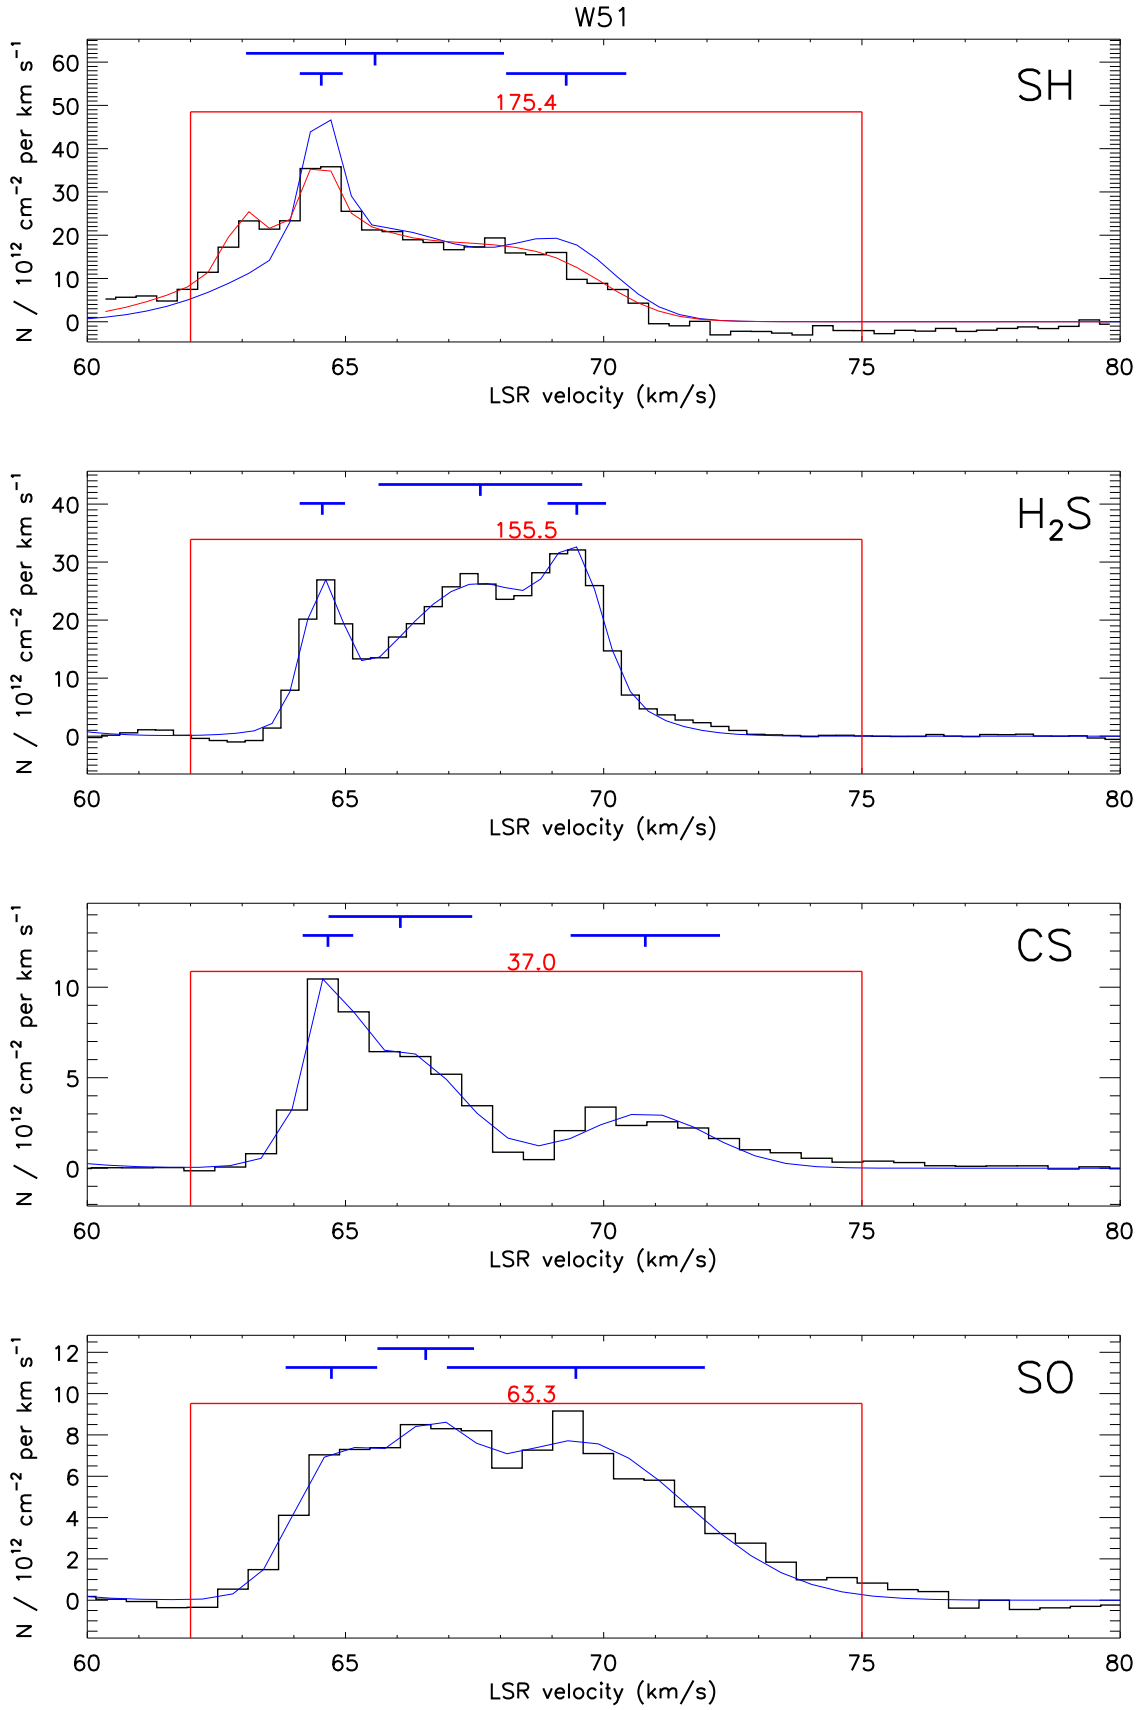 W51
N / 10¹² cm⁻² per km s⁻¹
60
50
40
30
20
10
0
SH
175.4
60 65 70 75 80
LSR velocity (km/s)
N / 10¹² cm⁻² per km s⁻¹
40
30
20
10
0
H₂S
155.5
60 65 70 75 80
LSR velocity (km/s)
N / 10¹² cm⁻² per km s⁻¹
10
5
0
CS
37.0
60 65 70 75 80
LSR velocity (km/s)
N / 10¹² cm⁻² per km s⁻¹
12
10
8
6
4
2
0
SO
63.3
60 65 70 75 80
LSR velocity (km/s)